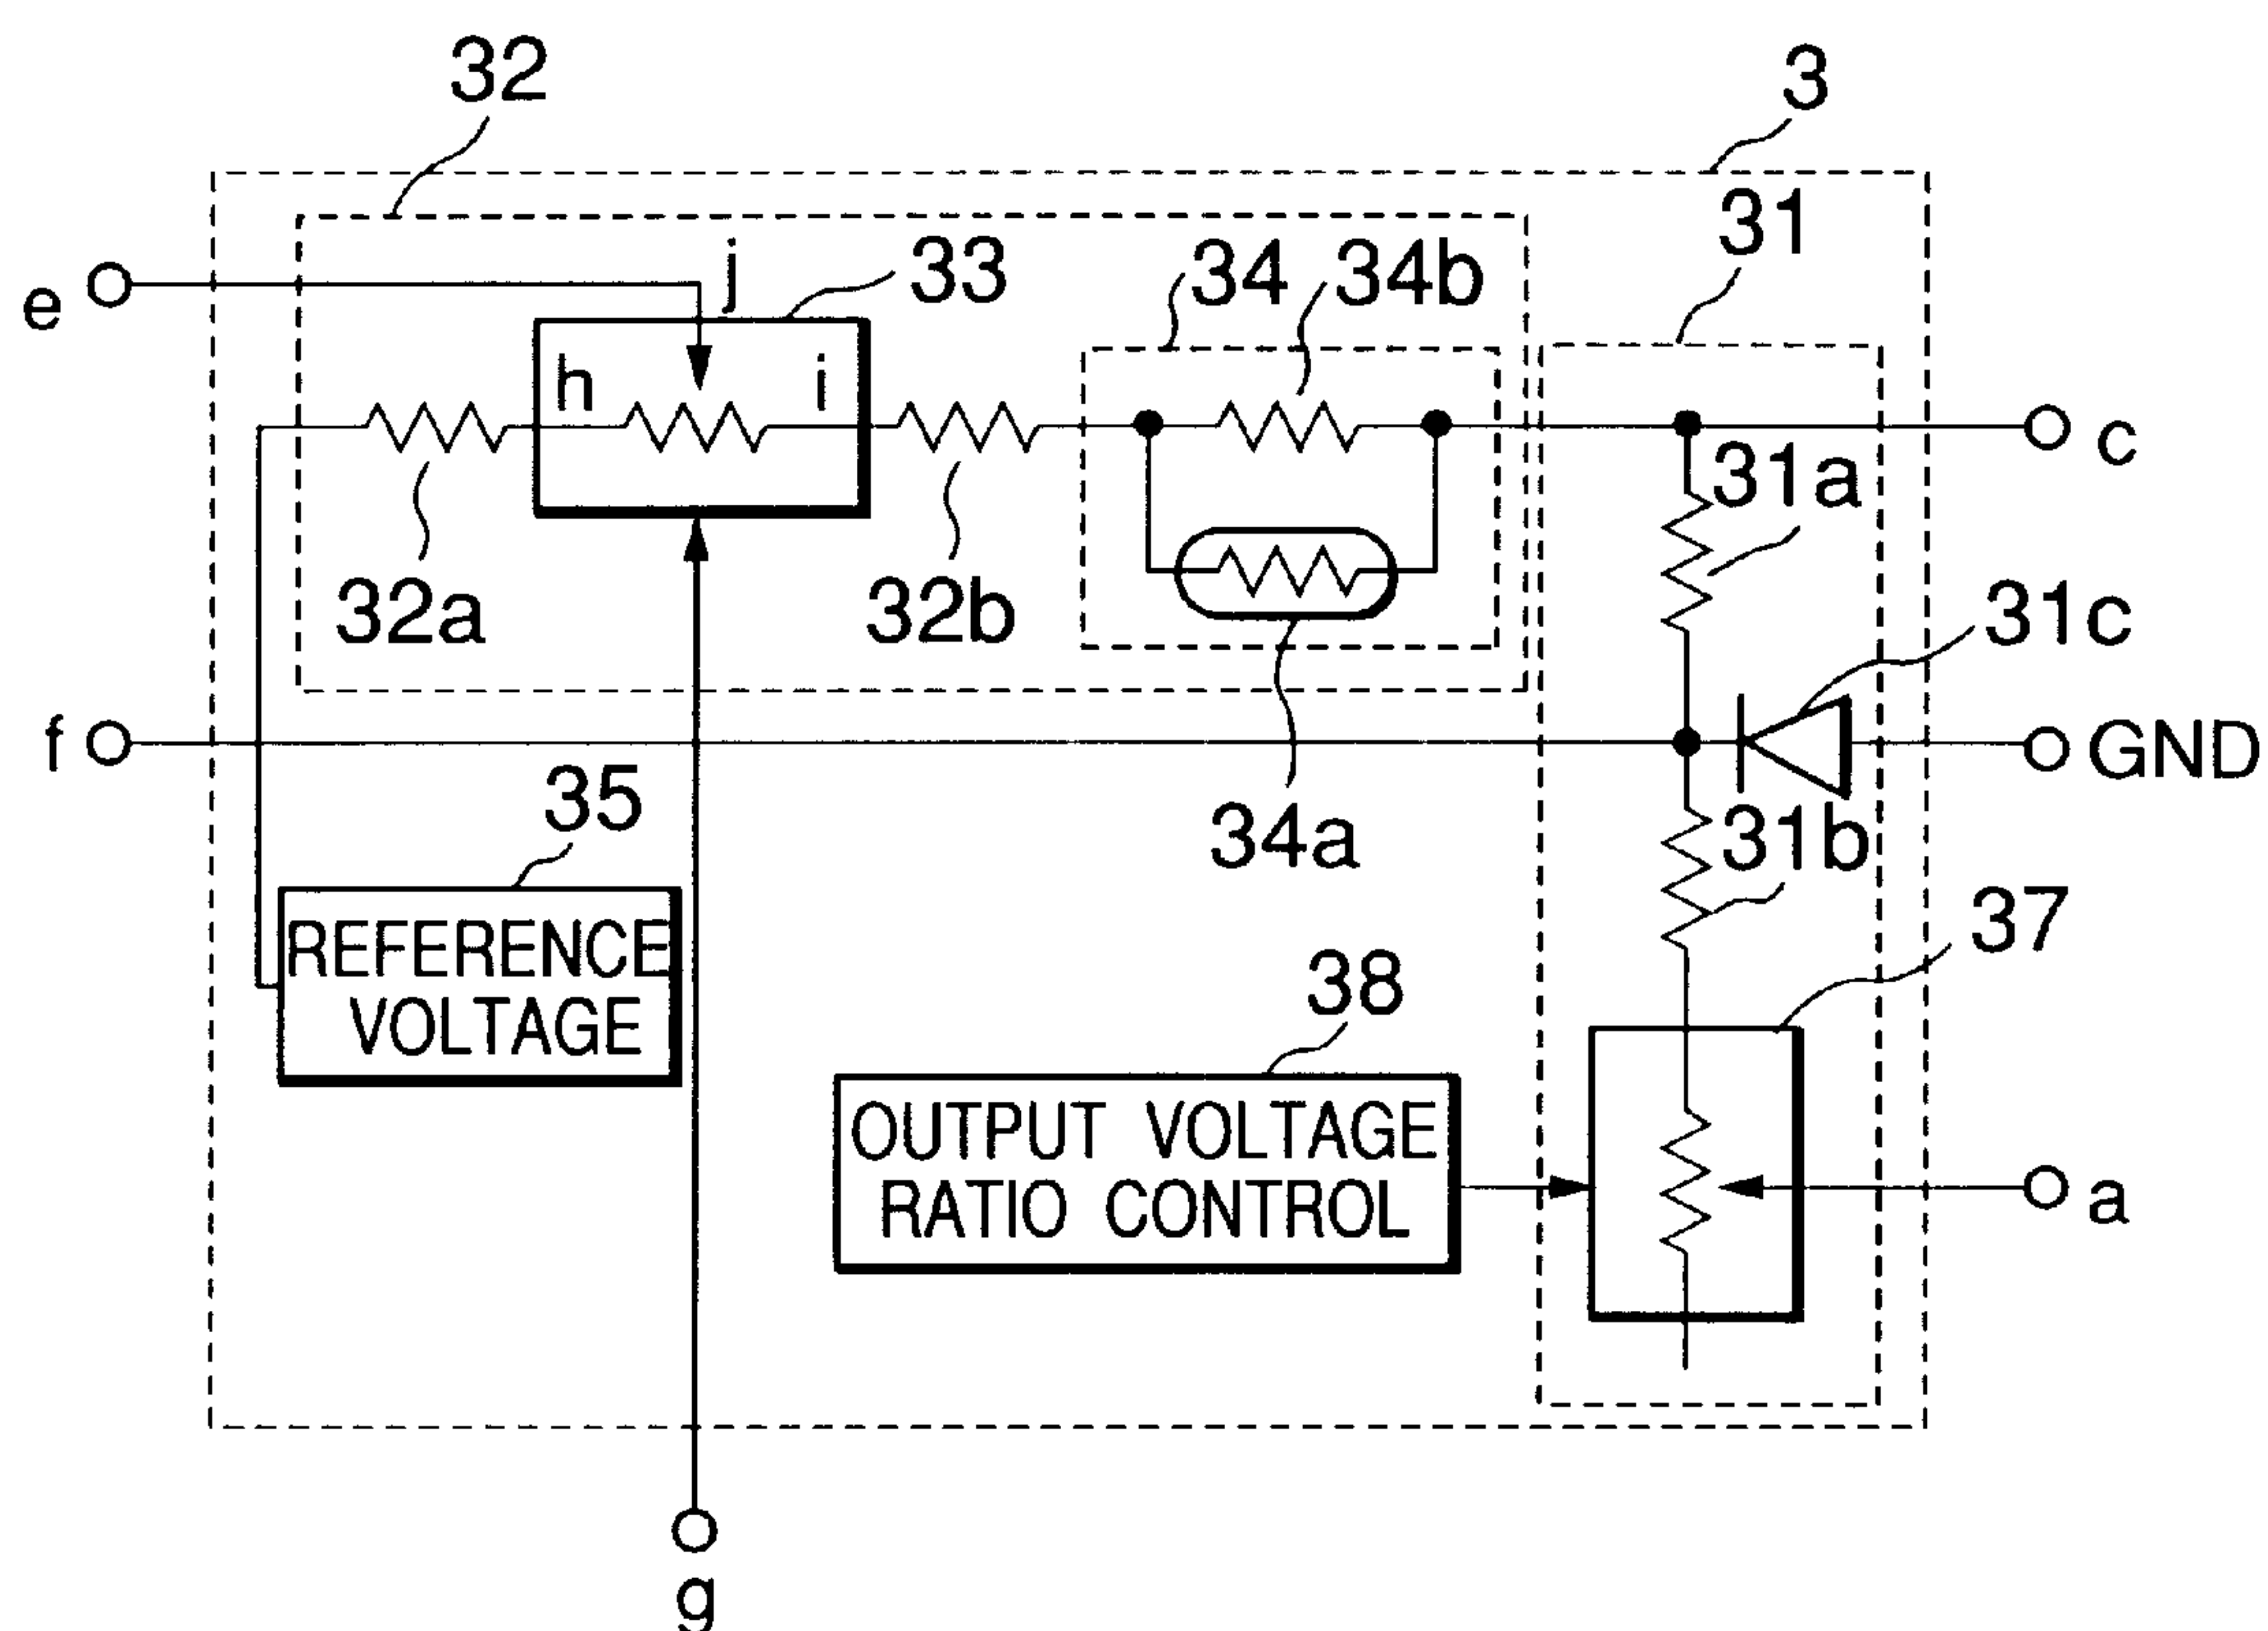 32
3
31
e
j
33
34
34b
h
i
c
31a
32a
32b
31c
f
GND
35
34a
31b
REFERENCE
VOLTAGE
37
38
OUTPUT VOLTAGE
RATIO CONTROL
a
g